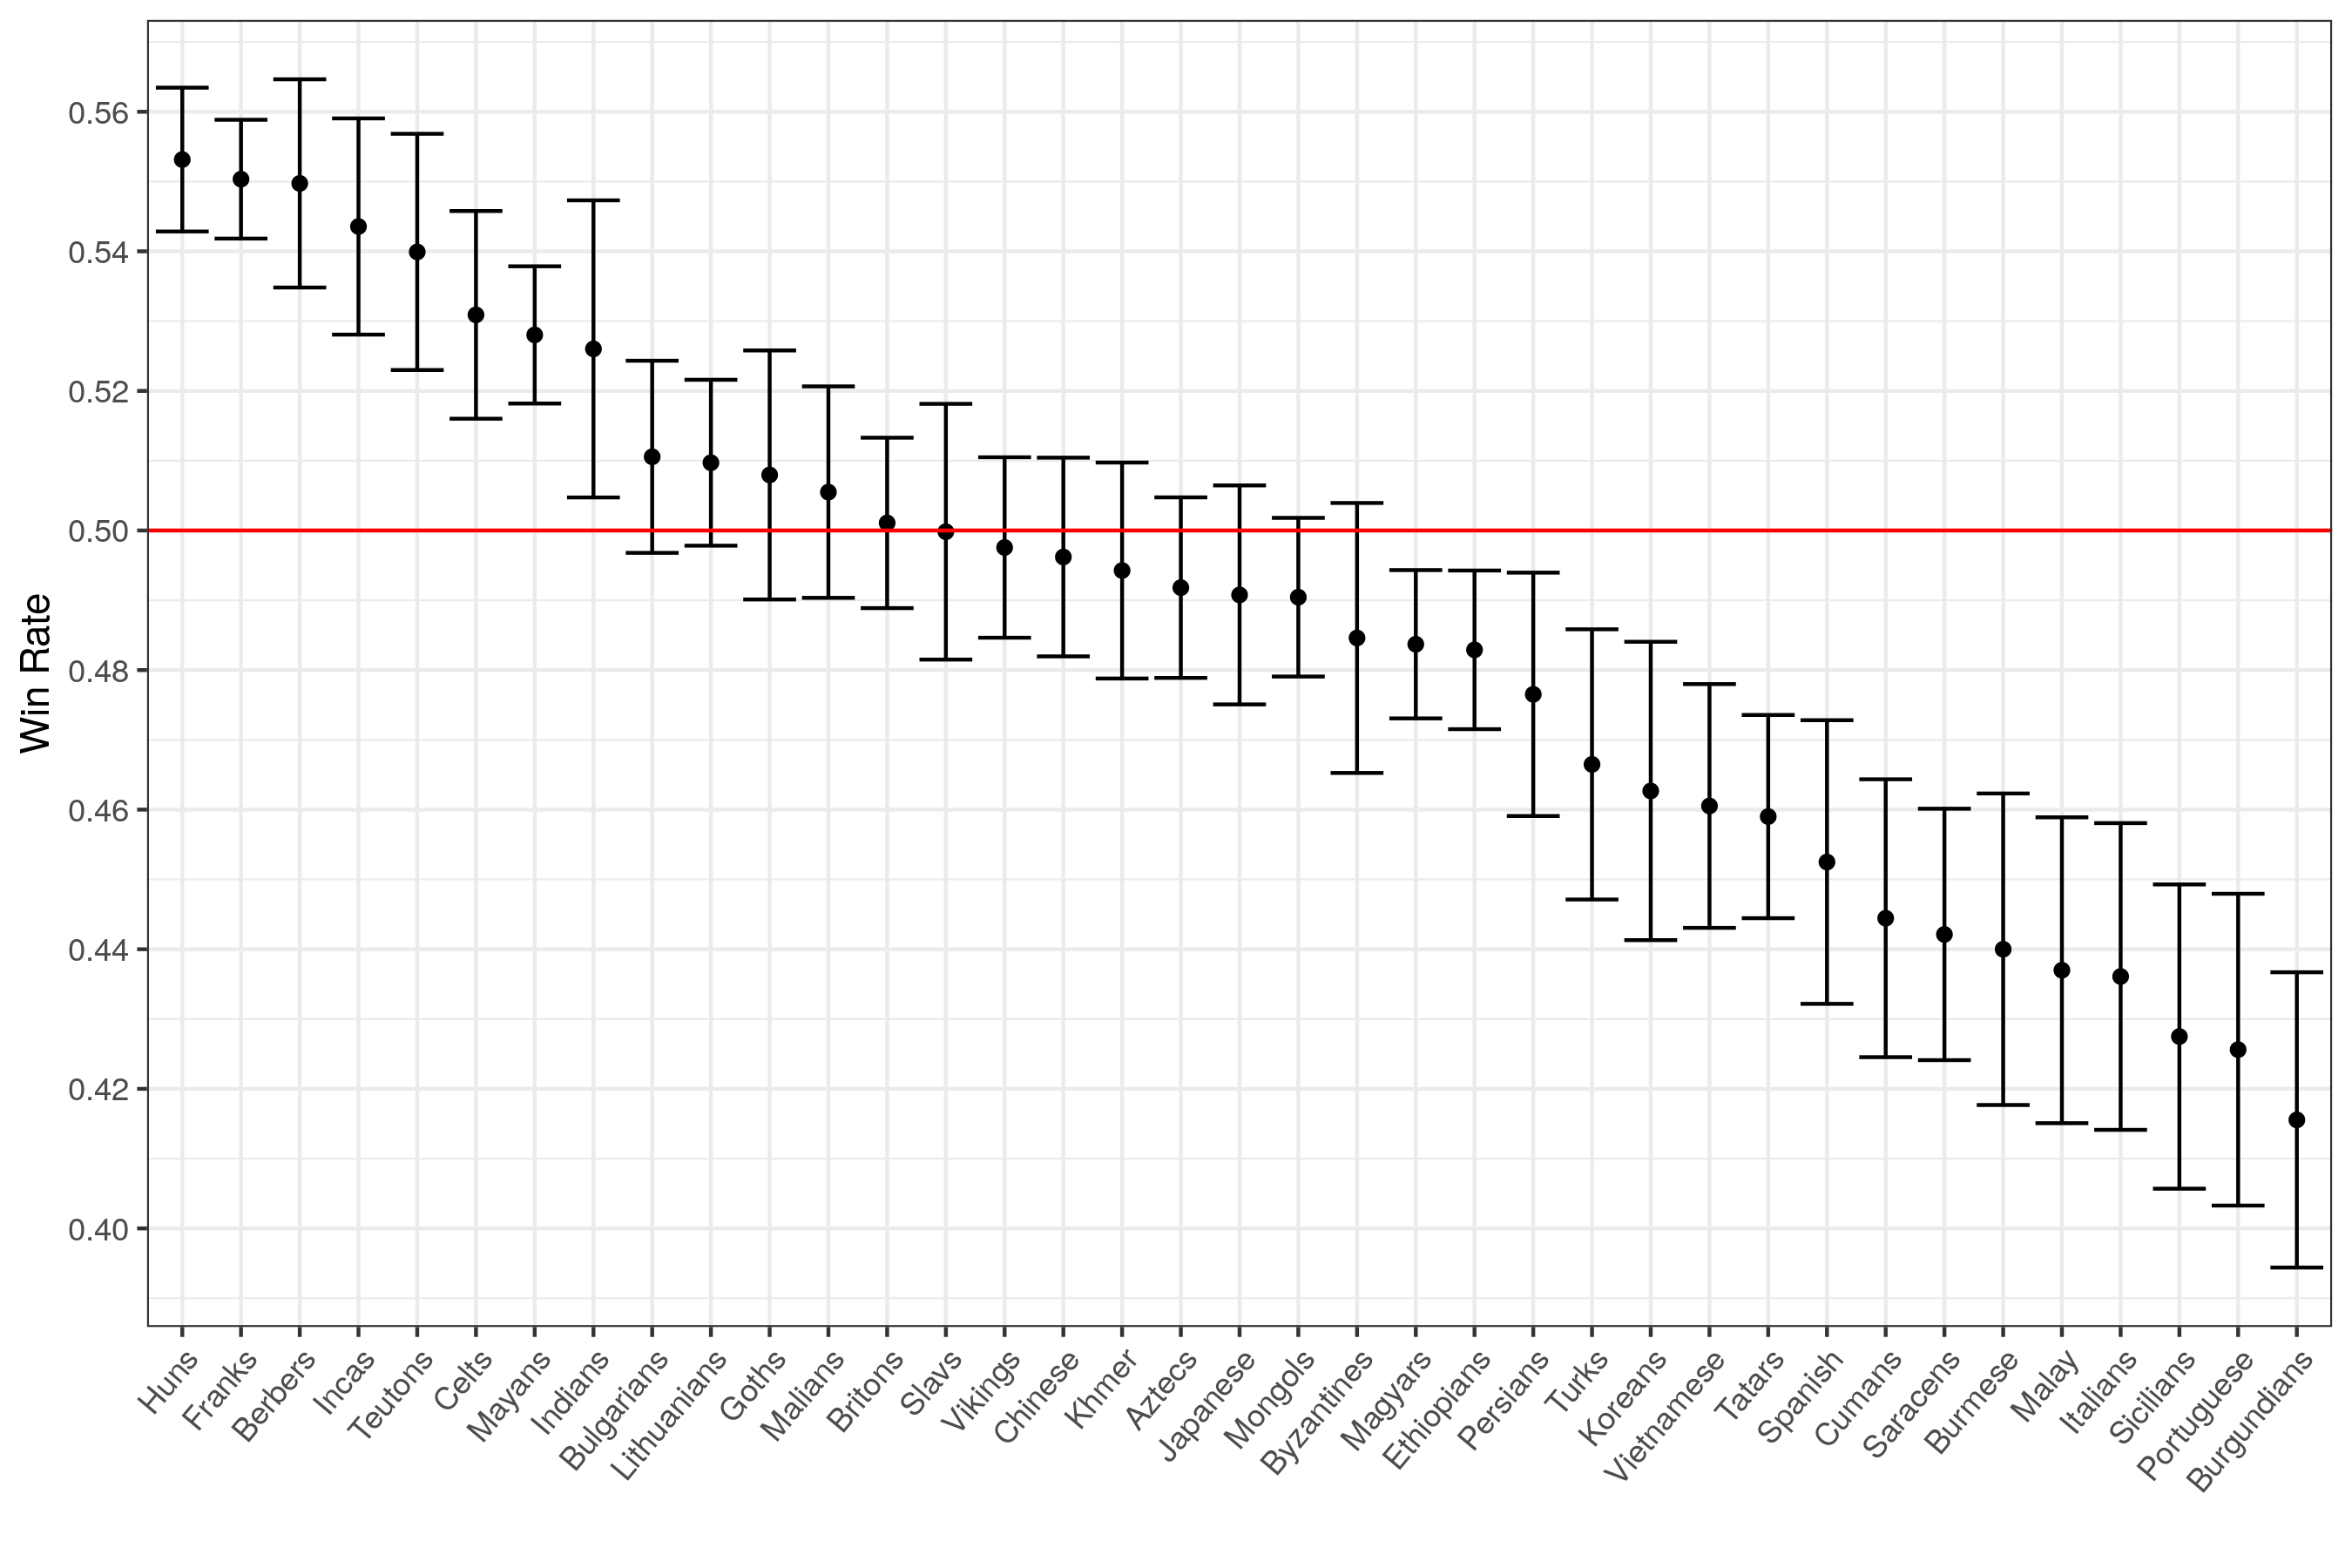 Win Rate
0.56
0.54
0.52
0.50
0.48
0.46
0.44
0.42
0.40
Huns
Franks
Berbers
Incas
Teutons
Celts
Mayans
Indians
Bulgarians
Lithuanians
Goths
Malians
Britons
Slavs
Vikings
Chinese
Khmer
Aztecs
Japanese
Mongols
Byzantines
Magyars
Ethiopians
Persians
Turks
Koreans
Vietnamese
Tatars
Spanish
Cumans
Saracens
Burmese
Malay
Italians
Sicilians
Portuguese
Burgundians